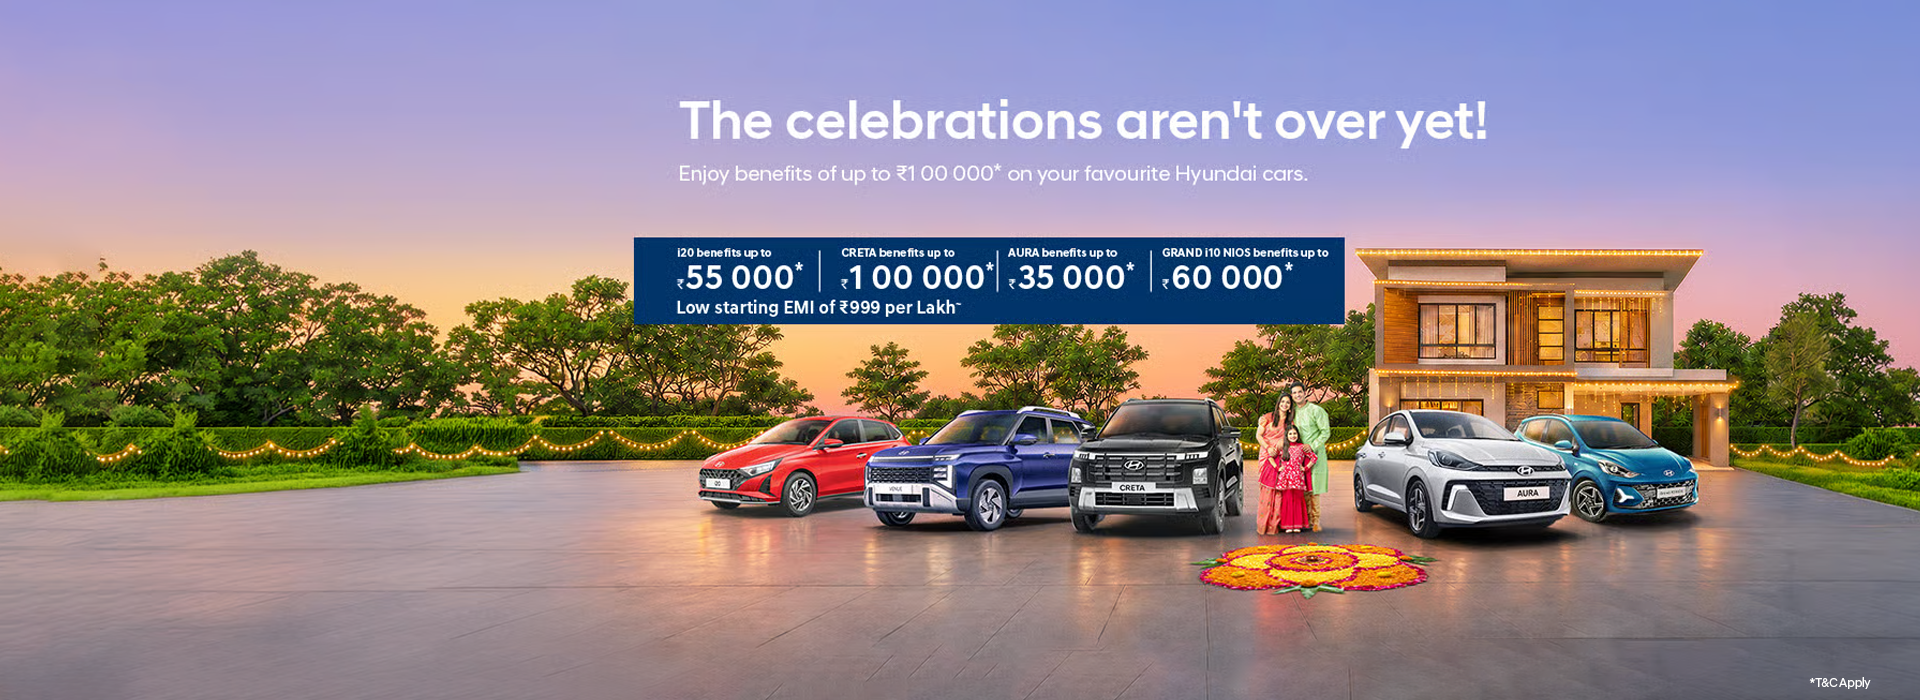 The celebrations aren't over yet!
Enjoy benefits of up to ₹1 00 000* on your favourite Hyundai cars.
i20 benefits up to
₹55 000*
CRETA benefits up to
₹1 00 000*
AURA benefits up to
₹35 000*
GRAND i10 NIOS benefits up to
₹60 000*
Low starting EMI of ₹999 per Lakh~
i20
VENUE
CRETA
AURA
*T&C Apply